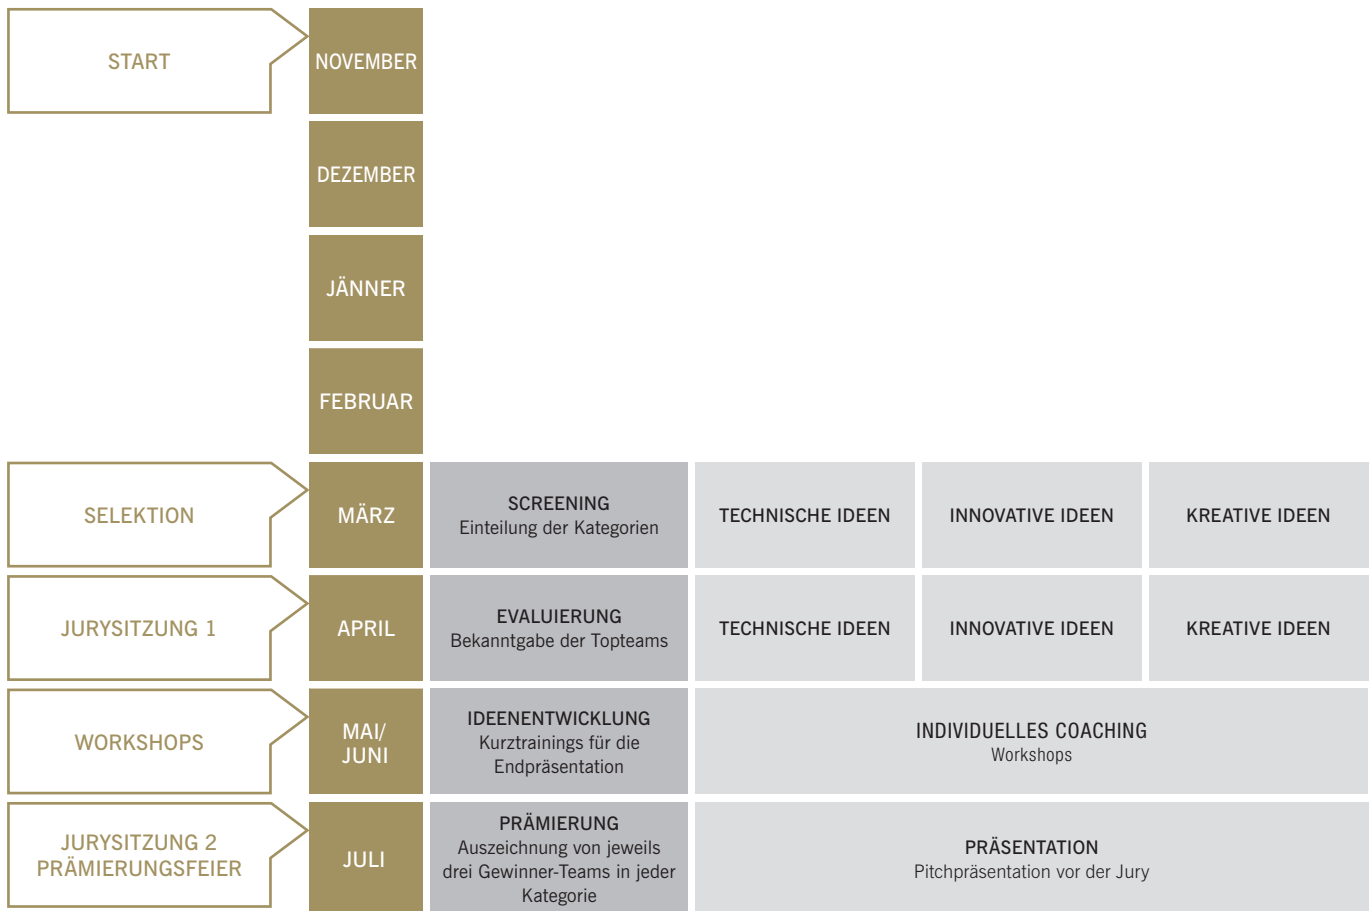 START
NOVEMBER
DEZEMBER
JÄNNER
FEBRUAR
SELEKTION
MÄRZ
SCREENING
Einteilung der Kategorien
TECHNISCHE IDEEN
INNOVATIVE IDEEN
KREATIVE IDEEN
JURYSITZUNG 1
APRIL
EVALUIERUNG
Bekanntgabe der Topteams
TECHNISCHE IDEEN
INNOVATIVE IDEEN
KREATIVE IDEEN
WORKSHOPS
MAI/
JUNI
IDEENENTWICKLUNG
Kurztrainings für die
Endpräsentation
INDIVIDUELLES COACHING
Workshops
JURYSITZUNG 2
PRÄMIERUNGSFEIER
JULI
PRÄMIERUNG
Auszeichnung von jeweils
drei Gewinner-Teams in jeder
Kategorie
PRÄSENTATION
Pitchpräsentation vor der Jury